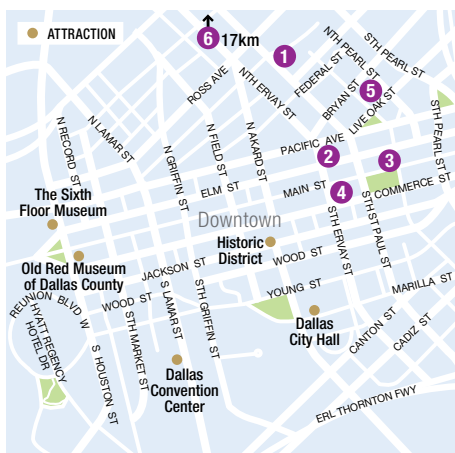 ATTRACTION
6 17km
1
NTH PEARL ST
STH PEARL ST
FEDERAL ST
5
ROSS AVE
NTH ERVAY ST
BRYAN ST
LIVE OAK ST
STH PEARL ST
N RECORD ST
N LAMAR ST
N GRIFFIN ST
N FIELD ST
N AKARD ST
PACIFIC AVE
2
3
ELM ST
MAIN ST
4
COMMERCE ST
The Sixth
Floor Museum
Downtown
Historic
District
STH ERVAY ST
STH ST PAUL ST
Old Red Museum
of Dallas County
JACKSON ST
WOOD ST
YOUNG ST
MARILLA ST
REUNION BLVD W
WOOD ST
HYATT REGENCY
HOTEL DR
S HOUSTON ST
STH MARKET ST
S LAMAR ST
STH GRIFFIN ST
Dallas
City Hall
CANTON ST
CADIZ ST
Dallas
Convention
Center
ERL THORNTON FWY